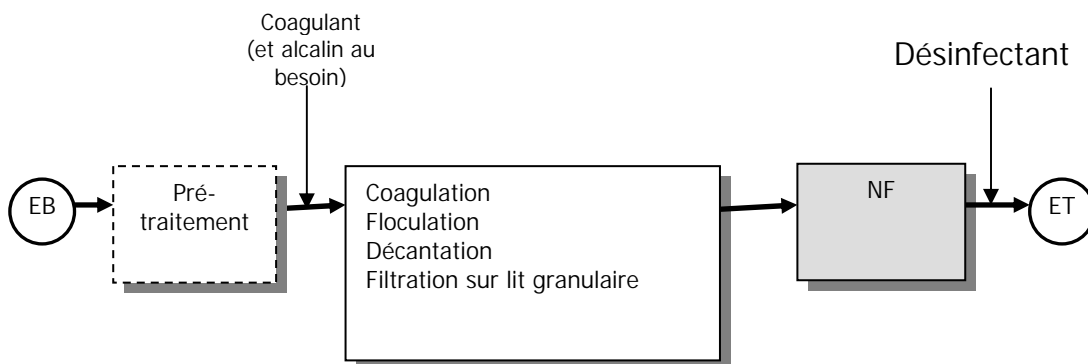 Coagulant
(et alcalin au
besoin)
Désinfectant
EB
Pré-
traitement
Coagulation
Floculation
Décantation
Filtration sur lit granulaire
NF
ET